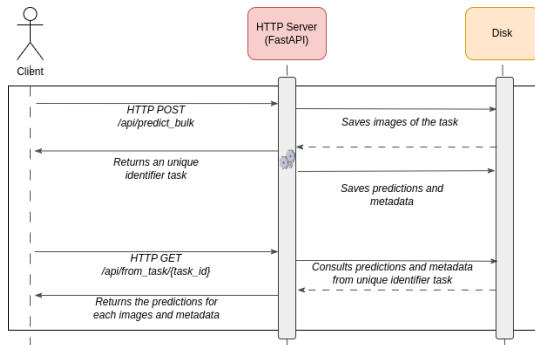 HTTP Server
(FastAPI)
Disk
Client
HTTP POST
/api/predict_bulk
Saves images of the task
Returns an unique
identifier task
Saves predictions and
metadata
HTTP GET
/api/from_task/{task_id}
Consults predictions and metadata
from unique identifier task
Returns the predictions for
each images and metadata